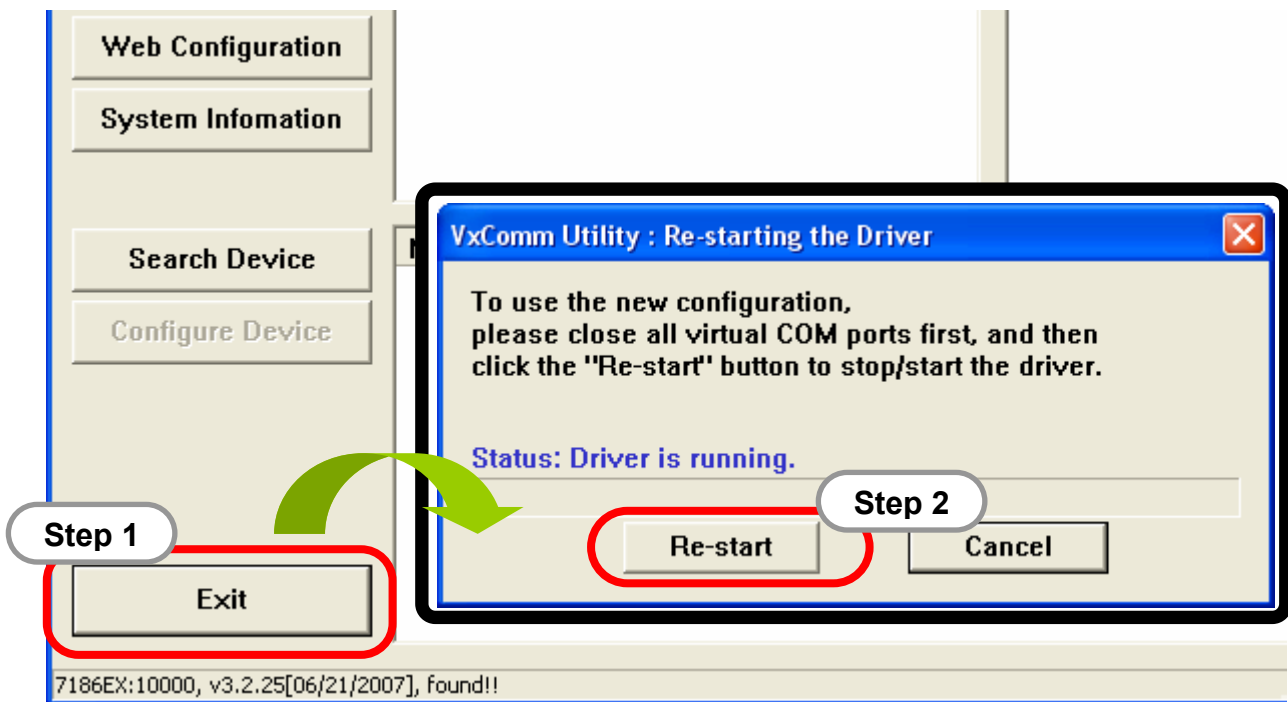 Web Configuration
System Infomation
Search Device
Configure Device
Step 1
Exit
VxComm Utility : Re-starting the Driver
To use the new configuration,
please close all virtual COM ports first, and then
click the "Re-start" button to stop/start the driver.
Status: Driver is running.
Step 2
Re-start
Cancel
7186EX:10000, v3.2.25[06/21/2007], found!!